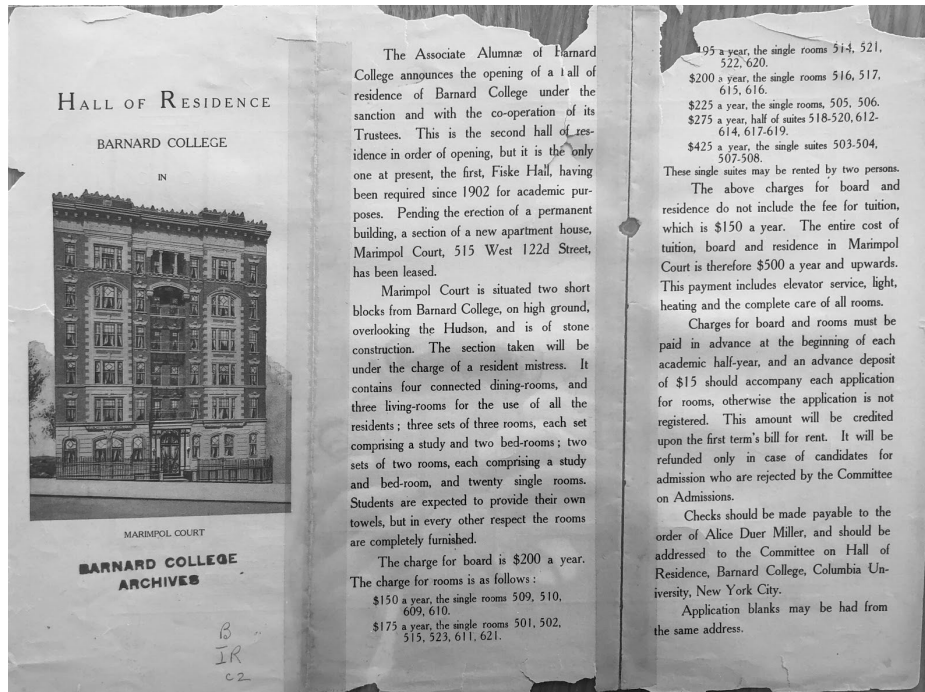 HALL OF RESIDENCE
BARNARD COLLEGE
IN
MARIMPOL COURT
BARNARD COLLEGE
ARCHIVES
B
IR
C2
The Associate Alumnæ of Barnard
College announces the opening of a hall of
residence of Barnard College under the
sanction and with the co-operation of its
Trustees. This is the second hall of res-
idence in order of opening, but it is the only
one at present, the first, Fiske Hall, having
been required since 1902 for academic pur-
poses. Pending the erection of a permanent
building, a section of a new apartment house,
Marimpol Court, 515 West 122d Street,
has been leased.
Marimpol Court is situated two short
blocks from Barnard College, on high ground,
overlooking the Hudson, and is of stone
construction. The section taken will be
under the charge of a resident mistress. It
contains four connected dining-rooms, and
three living-rooms for the use of all the
residents; three sets of three rooms, each set
comprising a study and two bed-rooms; two
sets of two rooms, each comprising a study
and bed-room, and twenty single rooms.
Students are expected to provide their own
towels, but in every other respect the rooms
are completely furnished.
The charge for board is $200 a year.
The charge for rooms is as follows:
$150 a year, the single rooms 509, 510,
609, 610.
$175 a year, the single rooms 501, 502,
515, 523, 611, 621.
195 a year, the single rooms 514, 521,
522, 620.
$200 a year, the single rooms 516, 517,
615, 616.
$225 a year, the single rooms, 505, 506.
$275 a year, half of suites 518-520, 612-
614, 617-619.
$425 a year, the single suites 503-504,
507-508.
These single suites may be rented by two persons.
The above charges for board and
residence do not include the fee for tuition,
which is $150 a year. The entire cost of
tuition, board and residence in Marimpol
Court is therefore $500 a year and upwards.
This payment includes elevator service, light,
heating and the complete care of all rooms.
Charges for board and rooms must be
paid in advance at the beginning of each
academic half-year, and an advance deposit
of $15 should accompany each application
for rooms, otherwise the application is not
registered. This amount will be credited
upon the first term's bill for rent. It will be
refunded only in case of candidates for
admission who are rejected by the Committee
on Admissions.
Checks should be made payable to the
order of Alice Duer Miller, and should be
addressed to the Committee on Hall of
Residence, Barnard College, Columbia Un-
iversity, New York City.
Application blanks may be had from
the same address.